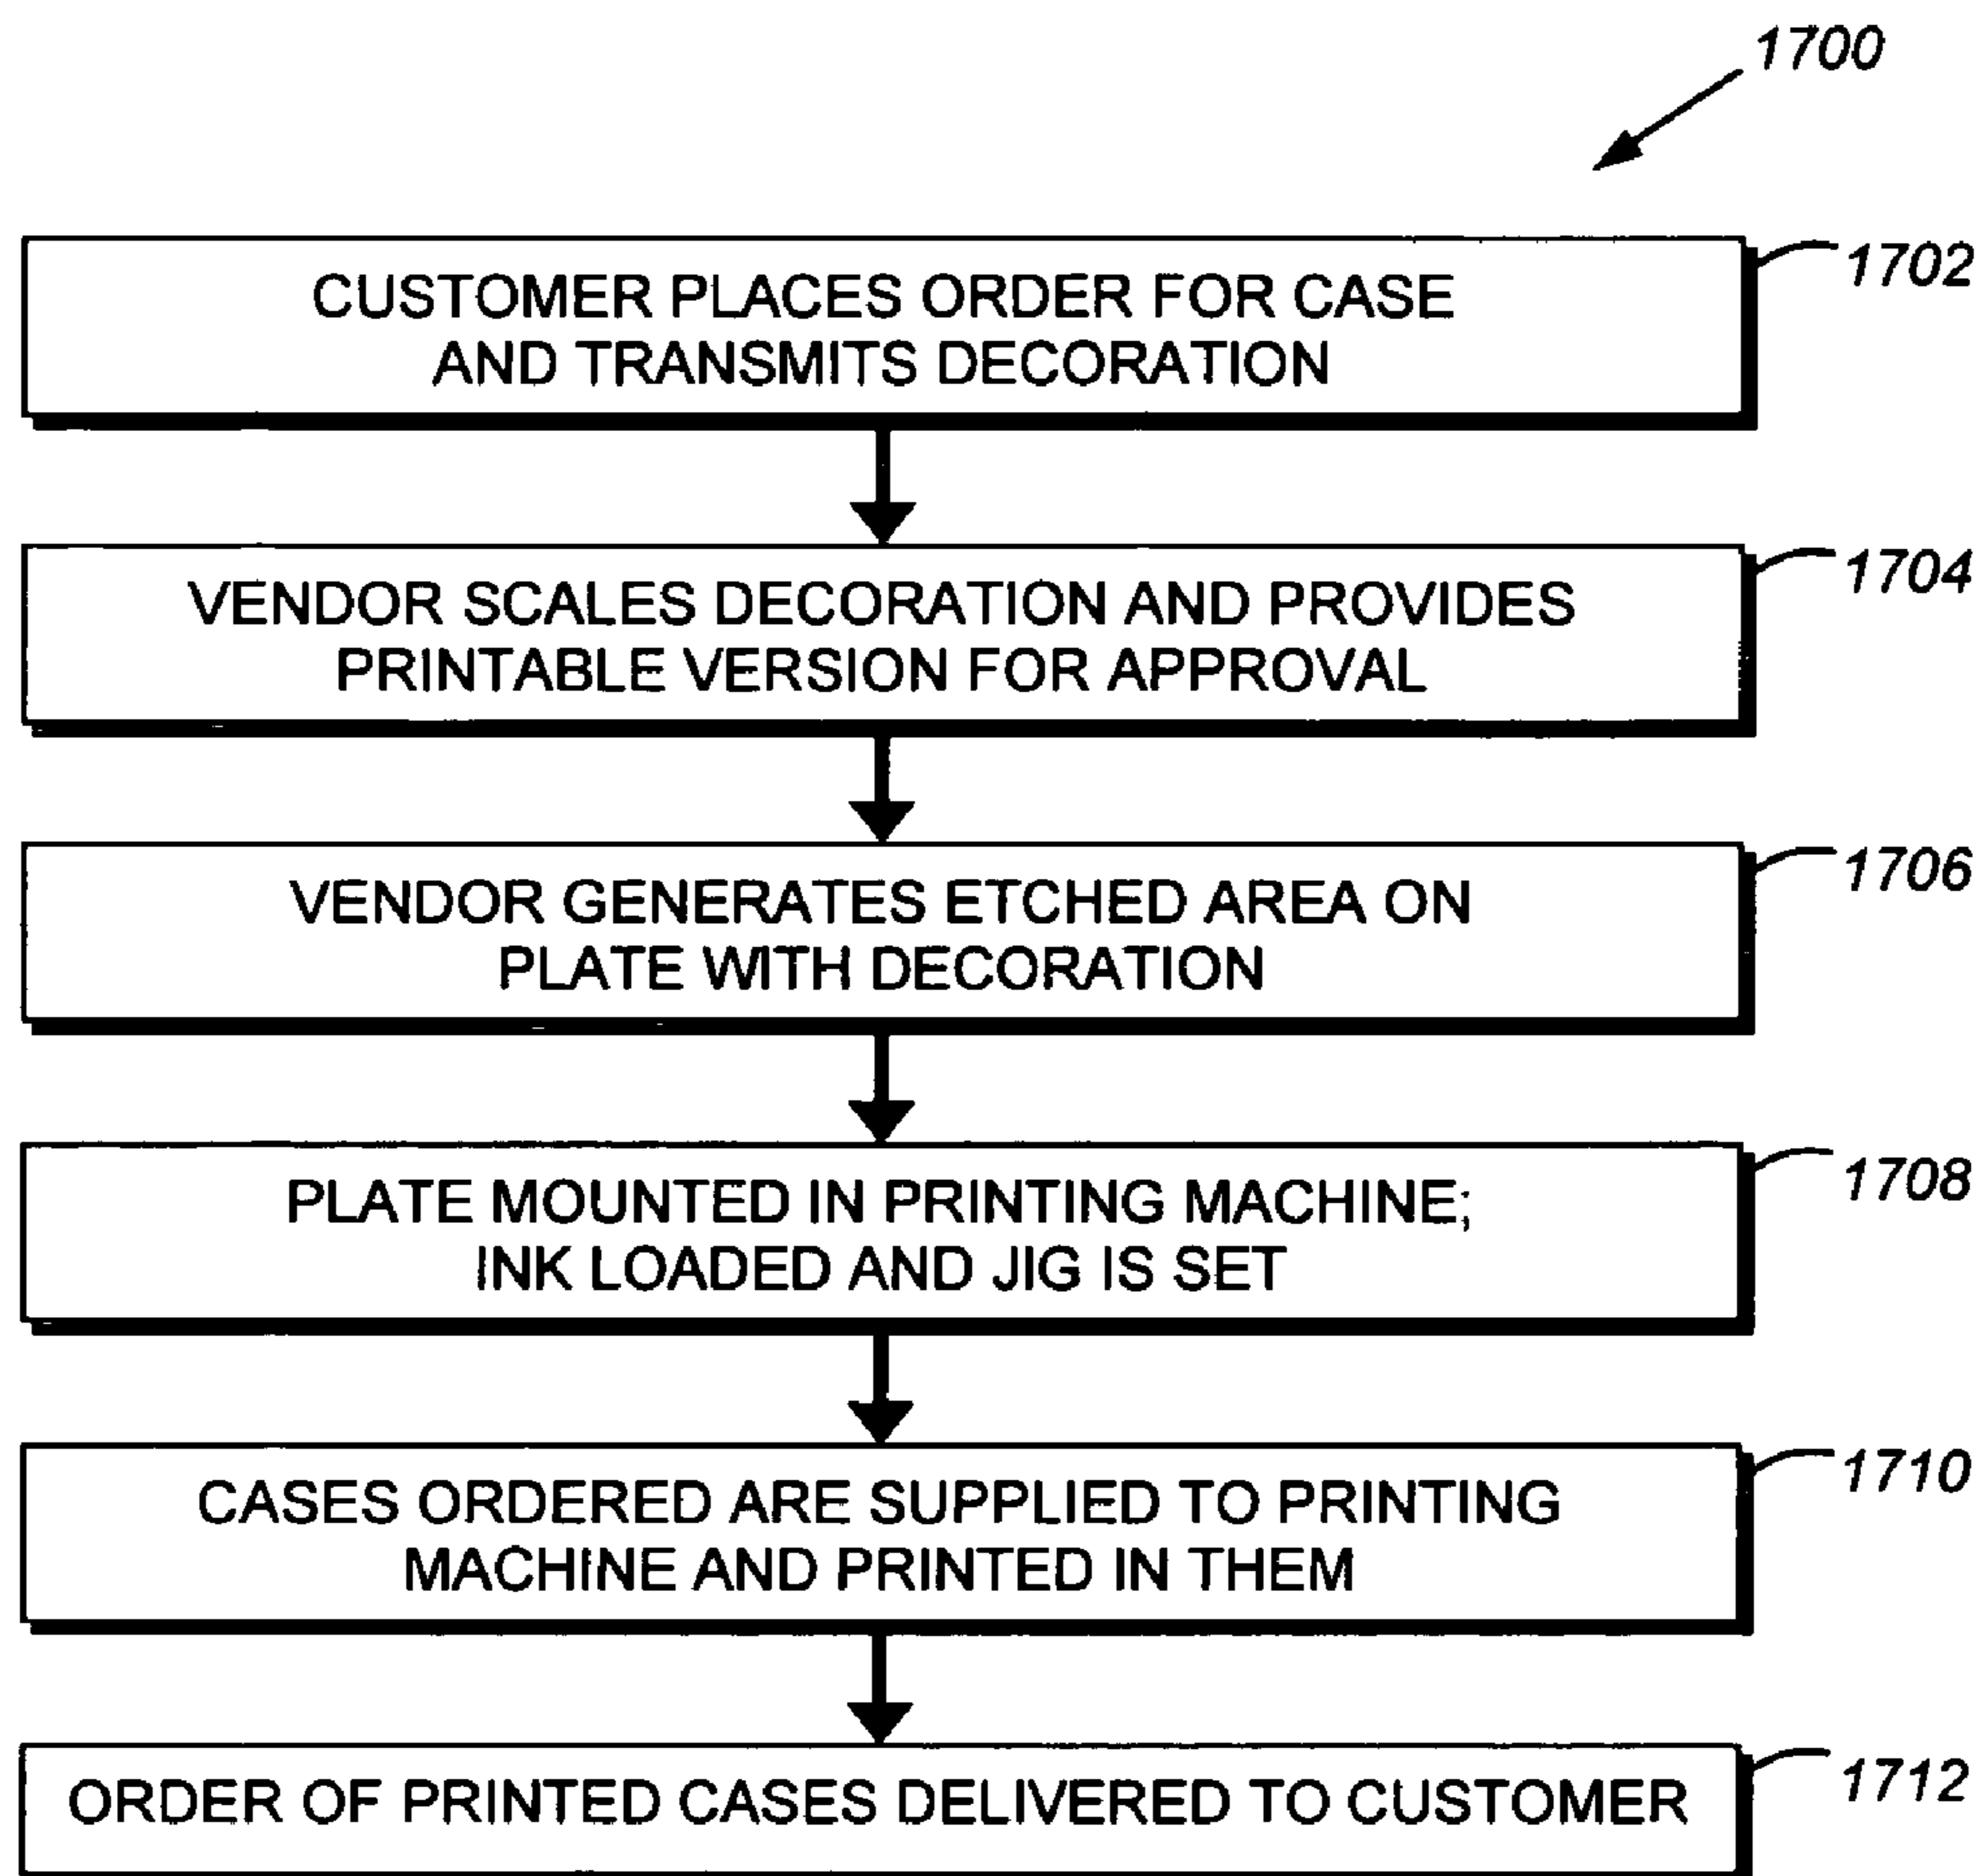 1700
CUSTOMER PLACES ORDER FOR CASE
AND TRANSMITS DECORATION
1702
VENDOR SCALES DECORATION AND PROVIDES
PRINTABLE VERSION FOR APPROVAL
1704
VENDOR GENERATES ETCHED AREA ON
PLATE WITH DECORATION
1706
PLATE MOUNTED IN PRINTING MACHINE;
INK LOADED AND JIG IS SET
1708
CASES ORDERED ARE SUPPLIED TO PRINTING
MACHINE AND PRINTED IN THEM
1710
ORDER OF PRINTED CASES DELIVERED TO CUSTOMER
1712